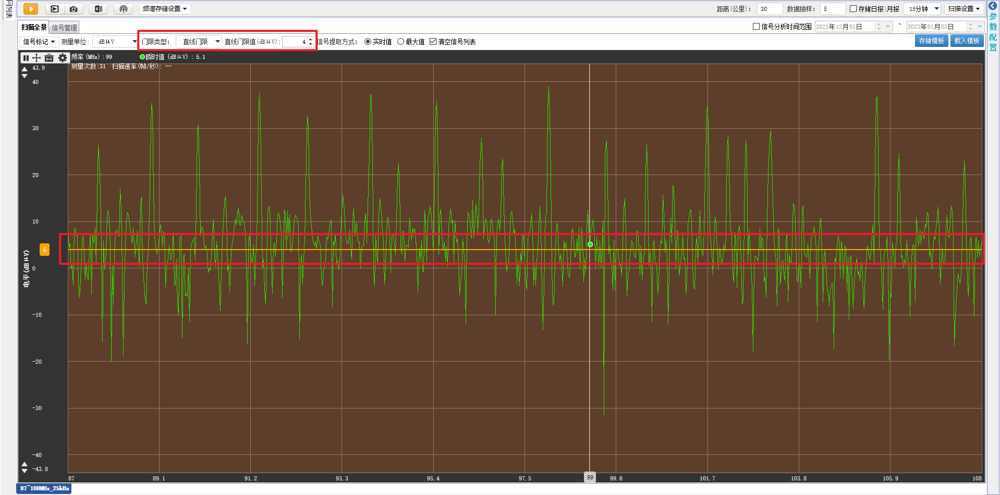 网列表
频谱存储设置
距离(公里): 30 数据抽样: 5 存储日报|月报 15分钟 扫描设置
参数配置
扫描全景 信号管理
信号分析时间范围 2022年12月03日 ~ 2023年01月03日
信号标记 测量单位: dBμV 门限类型: 直线门限 直线门限值(dBμV): 4 信号提取方式: 实时值 最大值 清空信号列表 存储模板 载入模板
频率(MHz):99 瞬时值(dBμV):5.1
测量次数:31 扫描速率(帧/秒): --
43.9
40
30
20
10
4
0
-10
-20
-30
-40
-43.8
电平(dBμV)
87 89.1 91.2 93.3 95.4 97.5 99 99.6 101.7 103.8 105.9 108
87~108MHz_25kHz